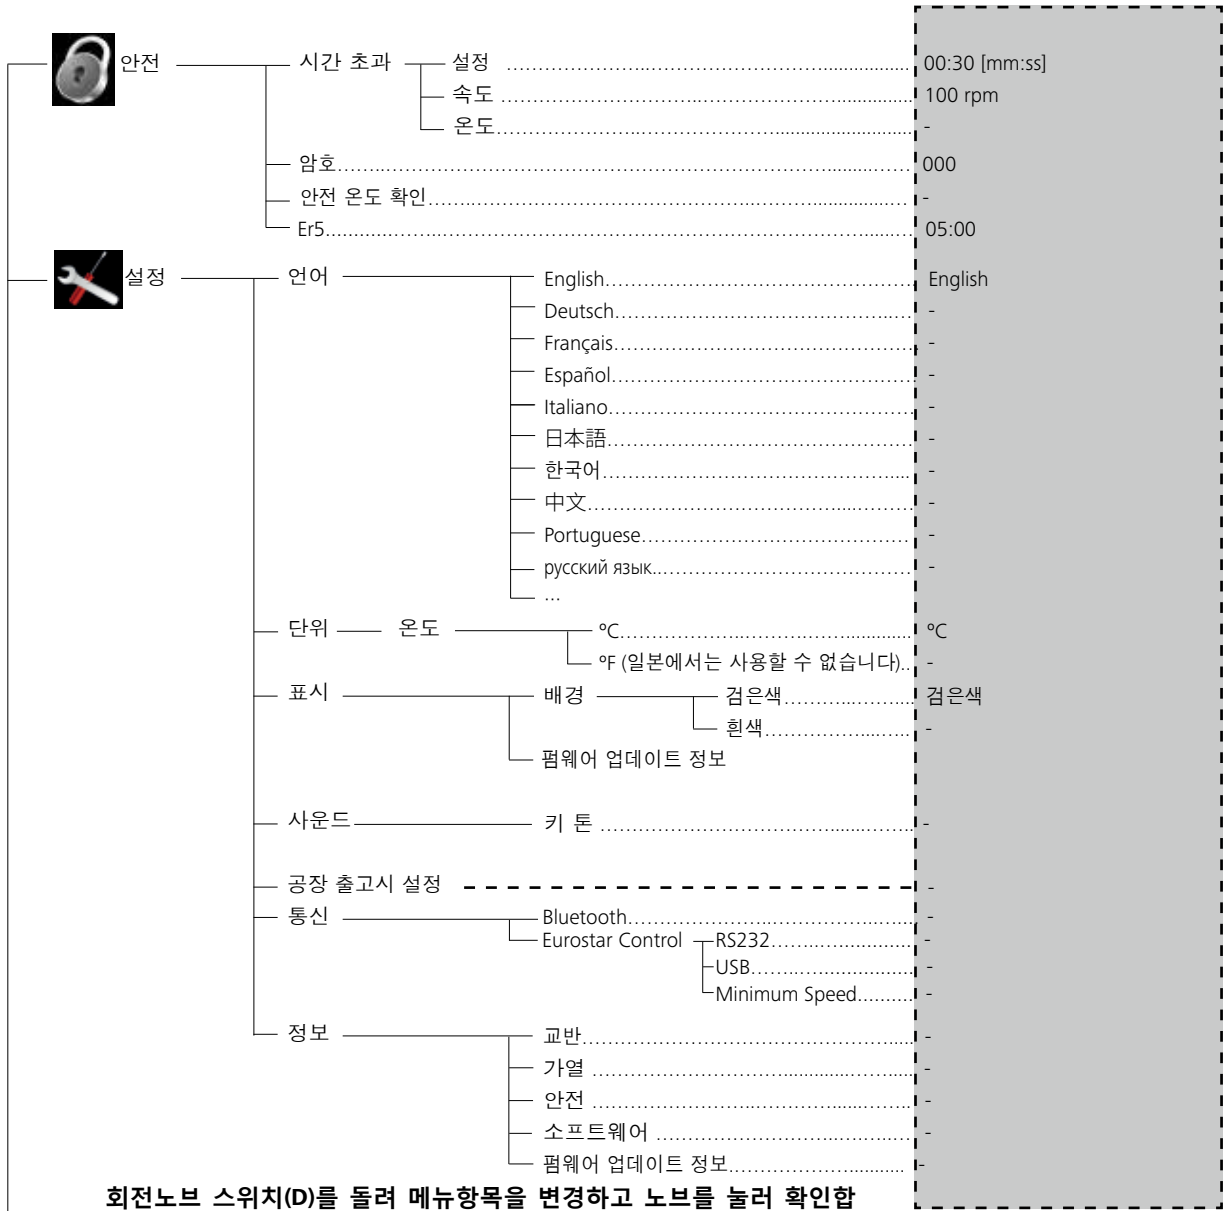 안전 시간 초과 설정 ........ 00:30 [mm:ss]
속도 ........ 100 rpm
온도 ........ -
암호 ........ 000
안전 온도 확인 ........ -
Er5 ........ 05:00
설정 언어 English ........ English
Deutsch ........ -
Français ........ -
Español ........ -
Italiano ........ -
日本語 ........ -
한국어 ........ -
中文 ........ -
Portuguese ........ -
русский язык ........ -
...
단위 온도 ºC ........ ºC
ºF (일본에서는 사용할 수 없습니다).. -
표시 배경 검은색 ........ 검은색
흰색 ........ -
펌웨어 업데이트 정보
사운드 키 톤 ........ -
공장 출고시 설정 - - - - - - - -
통신 Bluetooth ........ -
Eurostar Control RS232 ........ -
USB ........ -
Minimum Speed ........ -
정보 교반 ........ -
가열 ........ -
안전 ........ -
소프트웨어 ........ -
펌웨어 업데이트 정보 ........ -
회전노브 스위치(D)를 돌려 메뉴항목을 변경하고 노브를 눌러 확인합